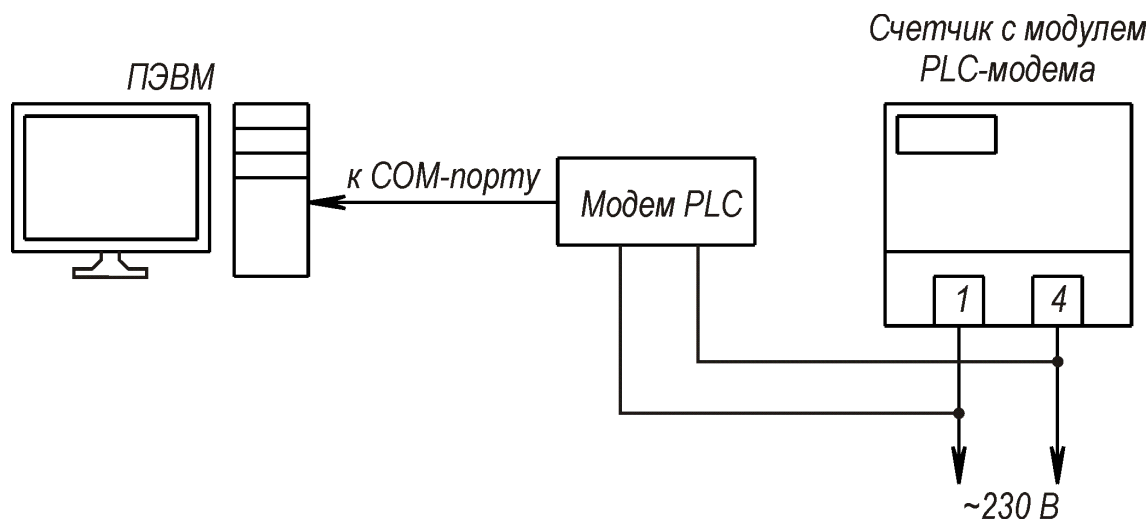 Счетчик с модулем
PLC-модема
ПЭВМ
к COM-порту
Модем PLC
1
4
~230 В